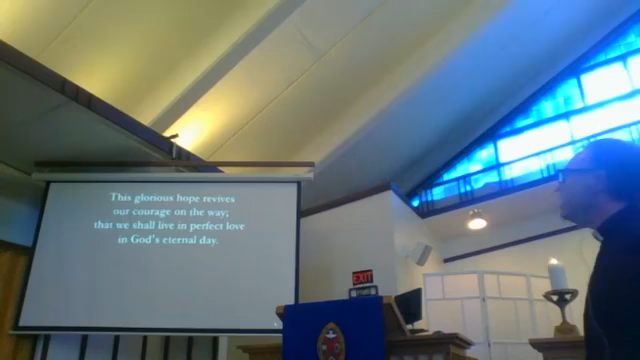 This glorious hope revives
our courage on the way;
that we shall live in perfect love
in God's eternal day.
EXIT